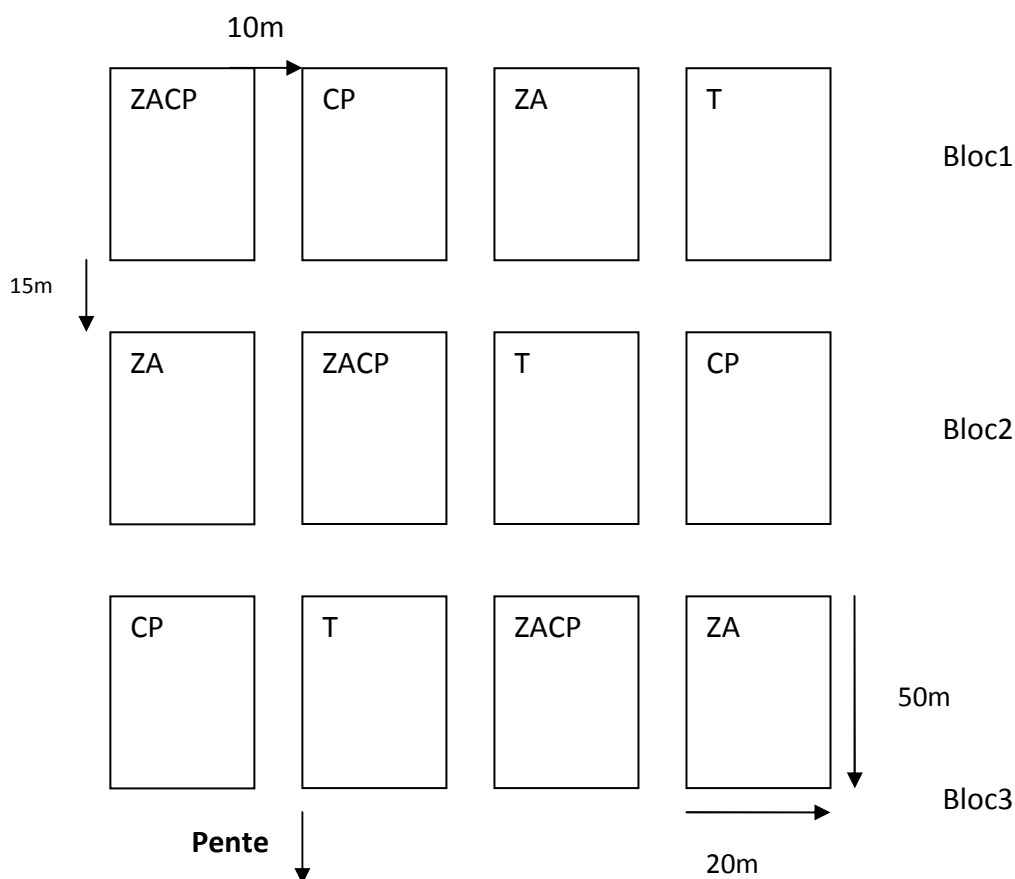 10m
ZACP CP ZA T
Bloc1
15m
ZA ZACP T CP
Bloc2
CP T ZACP ZA
50m
Bloc3
Pente
20m